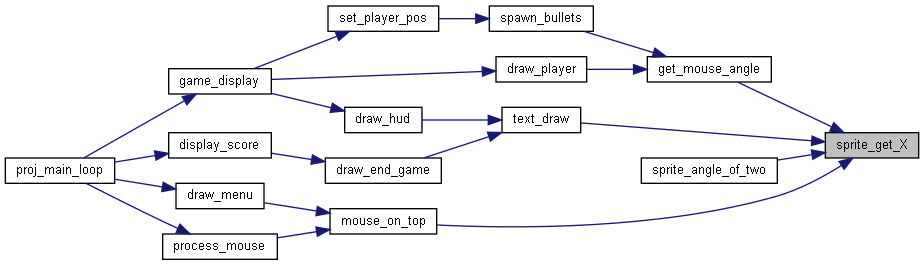 set_player_pos
spawn_bullets
game_display
draw_player
get_mouse_angle
draw_hud
text_draw
proj_main_loop
display_score
draw_end_game
sprite_angle_of_two
sprite_get_X
draw_menu
mouse_on_top
process_mouse